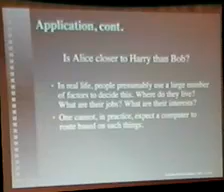 Application, cont.
Is Alice closer to Harry than Bob?
• In real life, people presumably use a large number
of factors to decide this. Where do they live?
What are their jobs? What are their interests?
• One cannot, in practice, expect a computer to
route based on such things.